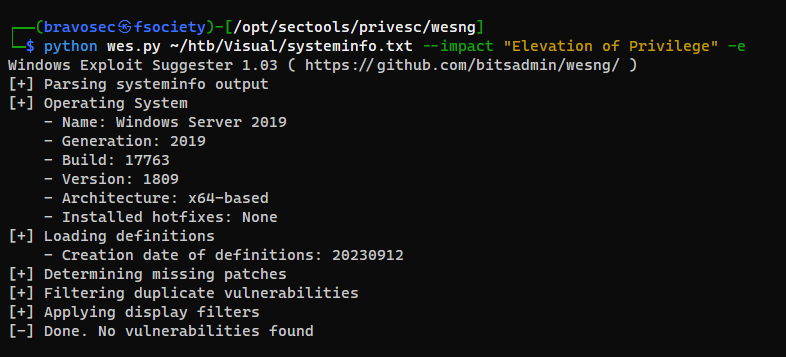 ┌──(bravosec㉿fsociety)-[/opt/sectools/privesc/wesng]
└─$ python wes.py ~/htb/Visual/systeminfo.txt --impact "Elevation of Privilege" -e
Windows Exploit Suggester 1.03 ( https://github.com/bitsadmin/wesng/ )
[+] Parsing systeminfo output
[+] Operating System
    - Name: Windows Server 2019
    - Generation: 2019
    - Build: 17763
    - Version: 1809
    - Architecture: x64-based
    - Installed hotfixes: None
[+] Loading definitions
    - Creation date of definitions: 20230912
[+] Determining missing patches
[+] Filtering duplicate vulnerabilities
[+] Applying display filters
[-] Done. No vulnerabilities found